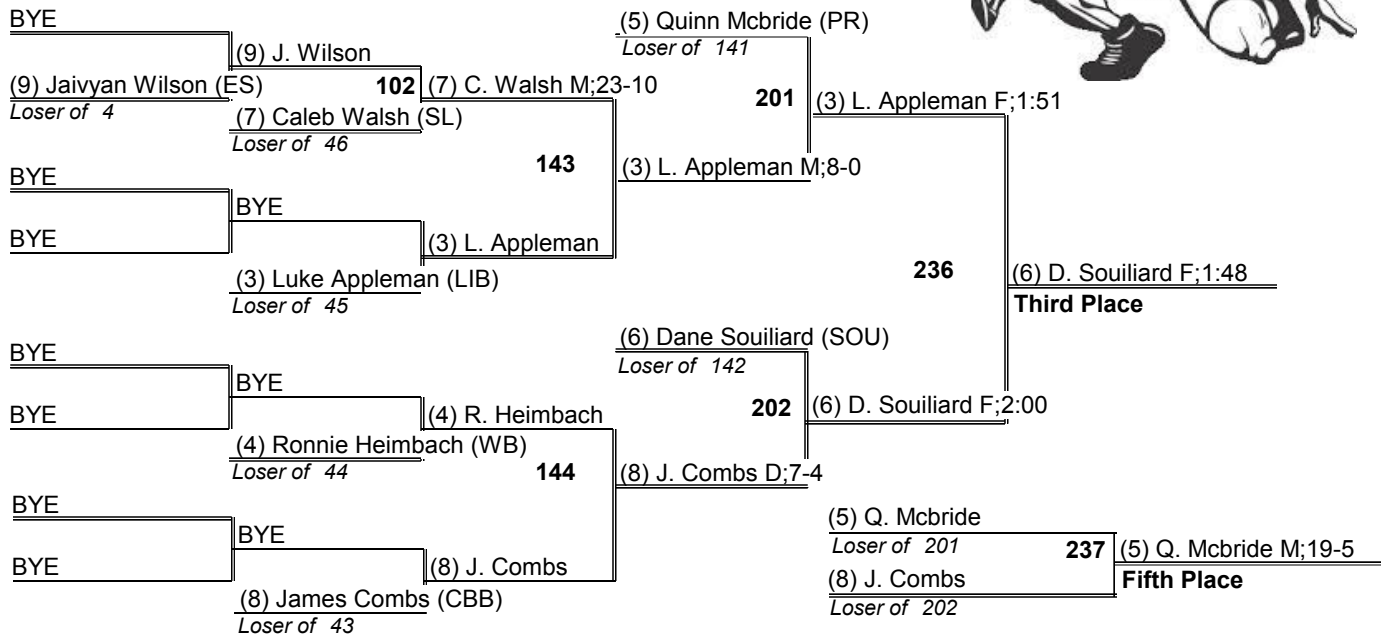 BYE
(9) J. Wilson
(9) Jaivyan Wilson (ES)
Loser of 4
102
(7) C. Walsh M;23-10
(7) Caleb Walsh (SL)
Loser of 46
143
BYE
BYE
BYE
(3) L. Appleman
(3) Luke Appleman (LIB)
Loser of 45
(5) Quinn Mcbride (PR)
Loser of 141
201
(3) L. Appleman F;1:51
(3) L. Appleman M;8-0
236
(6) D. Souiliard F;1:48
Third Place
BYE
BYE
BYE
(4) R. Heimbach
(4) Ronnie Heimbach (WB)
Loser of 44
144
(8) J. Combs D;7-4
(6) Dane Souiliard (SOU)
Loser of 142
202
(6) D. Souiliard F;2:00
BYE
BYE
BYE
(8) J. Combs
(8) James Combs (CBB)
Loser of 43
(5) Q. Mcbride
Loser of 201
237
(5) Q. Mcbride M;19-5
Fifth Place
(8) J. Combs
Loser of 202